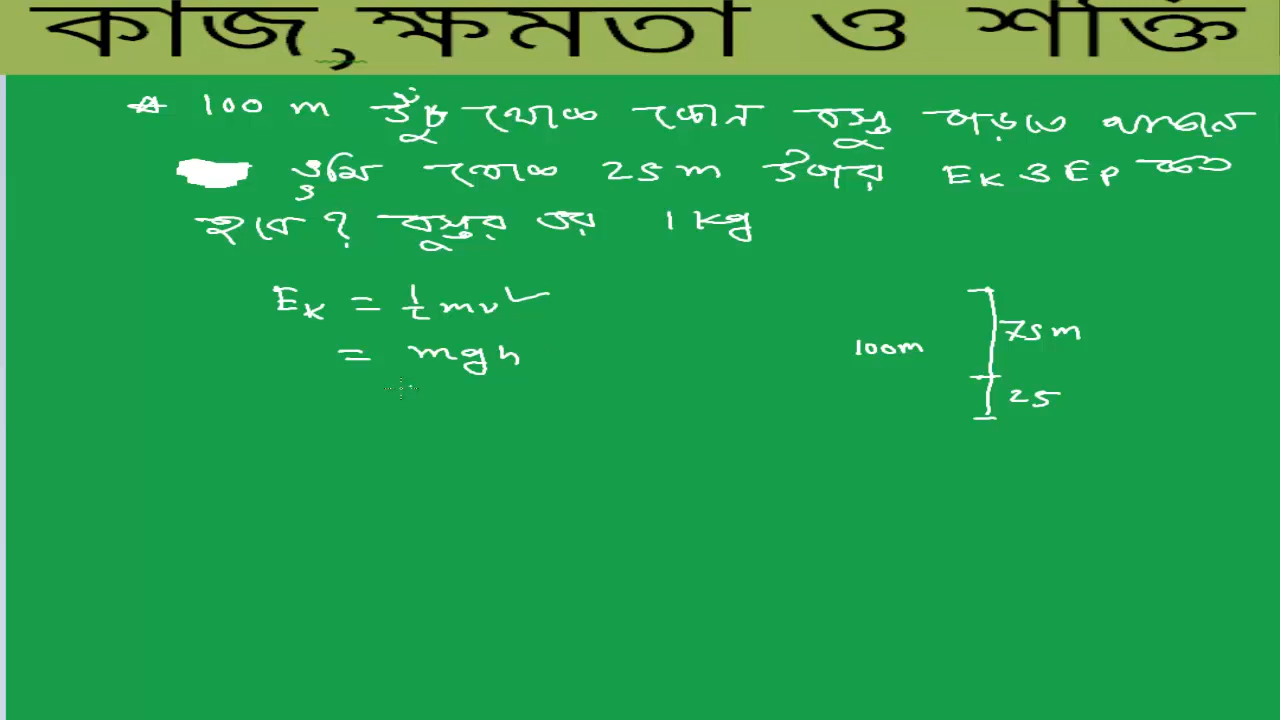 কাজ,ক্ষমতা ও শক্তি
* 100 m উঁচু থেকে কোন বস্তু পড়তে থাকলে
ভূমি থেকে 25 m উপরে Ek ও Ep কত
হবে? বস্তুর ভর 1 kg
Ek = ½ mv²
= mgh
75 m
100m
25